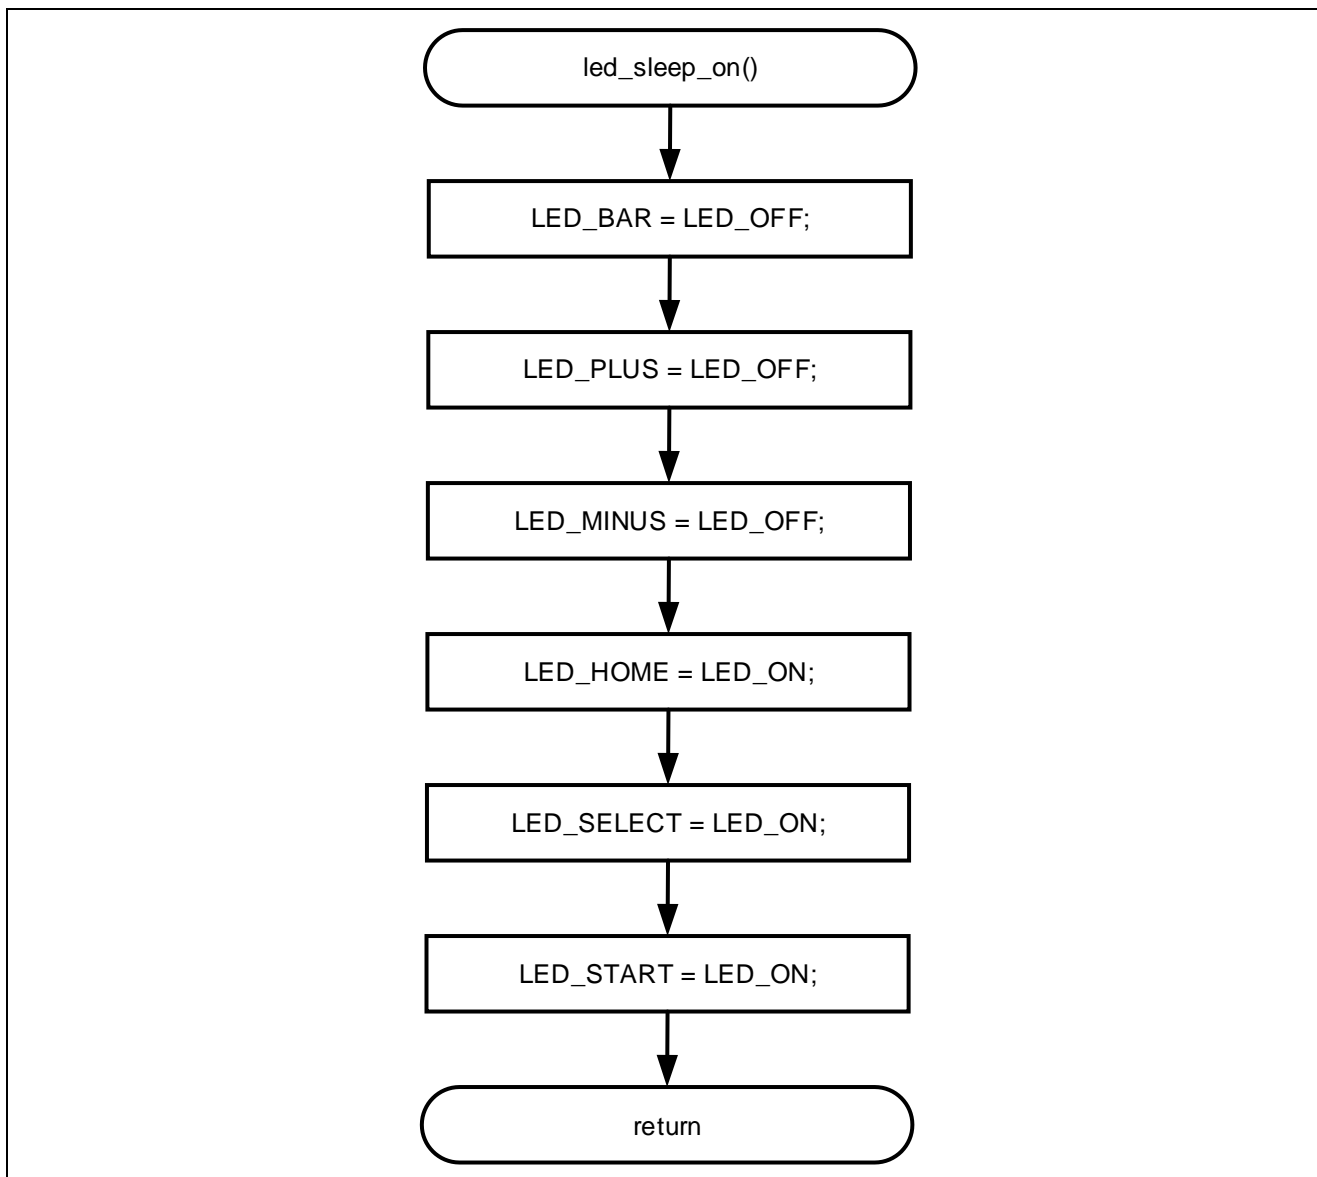 led_sleep_on()
LED_BAR = LED_OFF;
LED_PLUS = LED_OFF;
LED_MINUS = LED_OFF;
LED_HOME = LED_ON;
LED_SELECT = LED_ON;
LED_START = LED_ON;
return